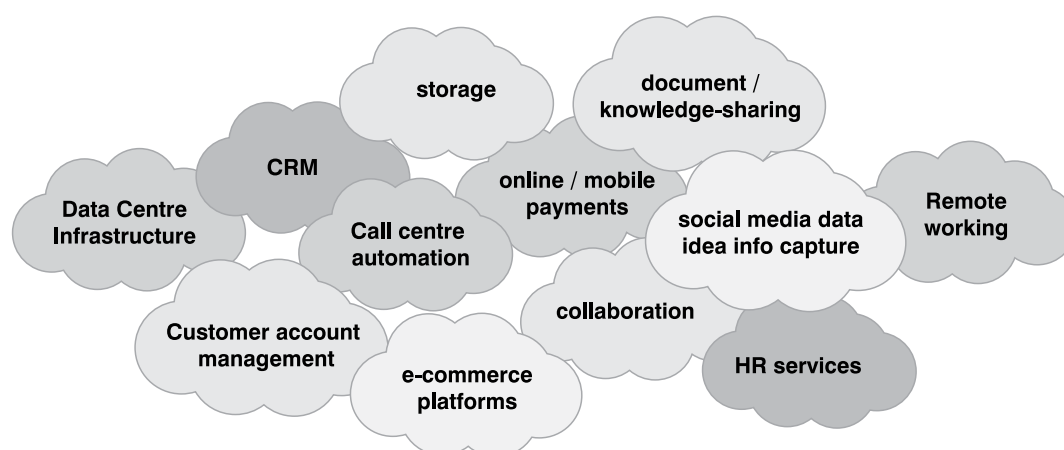 storage
document /
knowledge-sharing
CRM
online / mobile
payments
Data Centre
Infrastructure
Call centre
automation
social media data
idea info capture
Remote
working
Customer account
management
collaboration
e-commerce
platforms
HR services